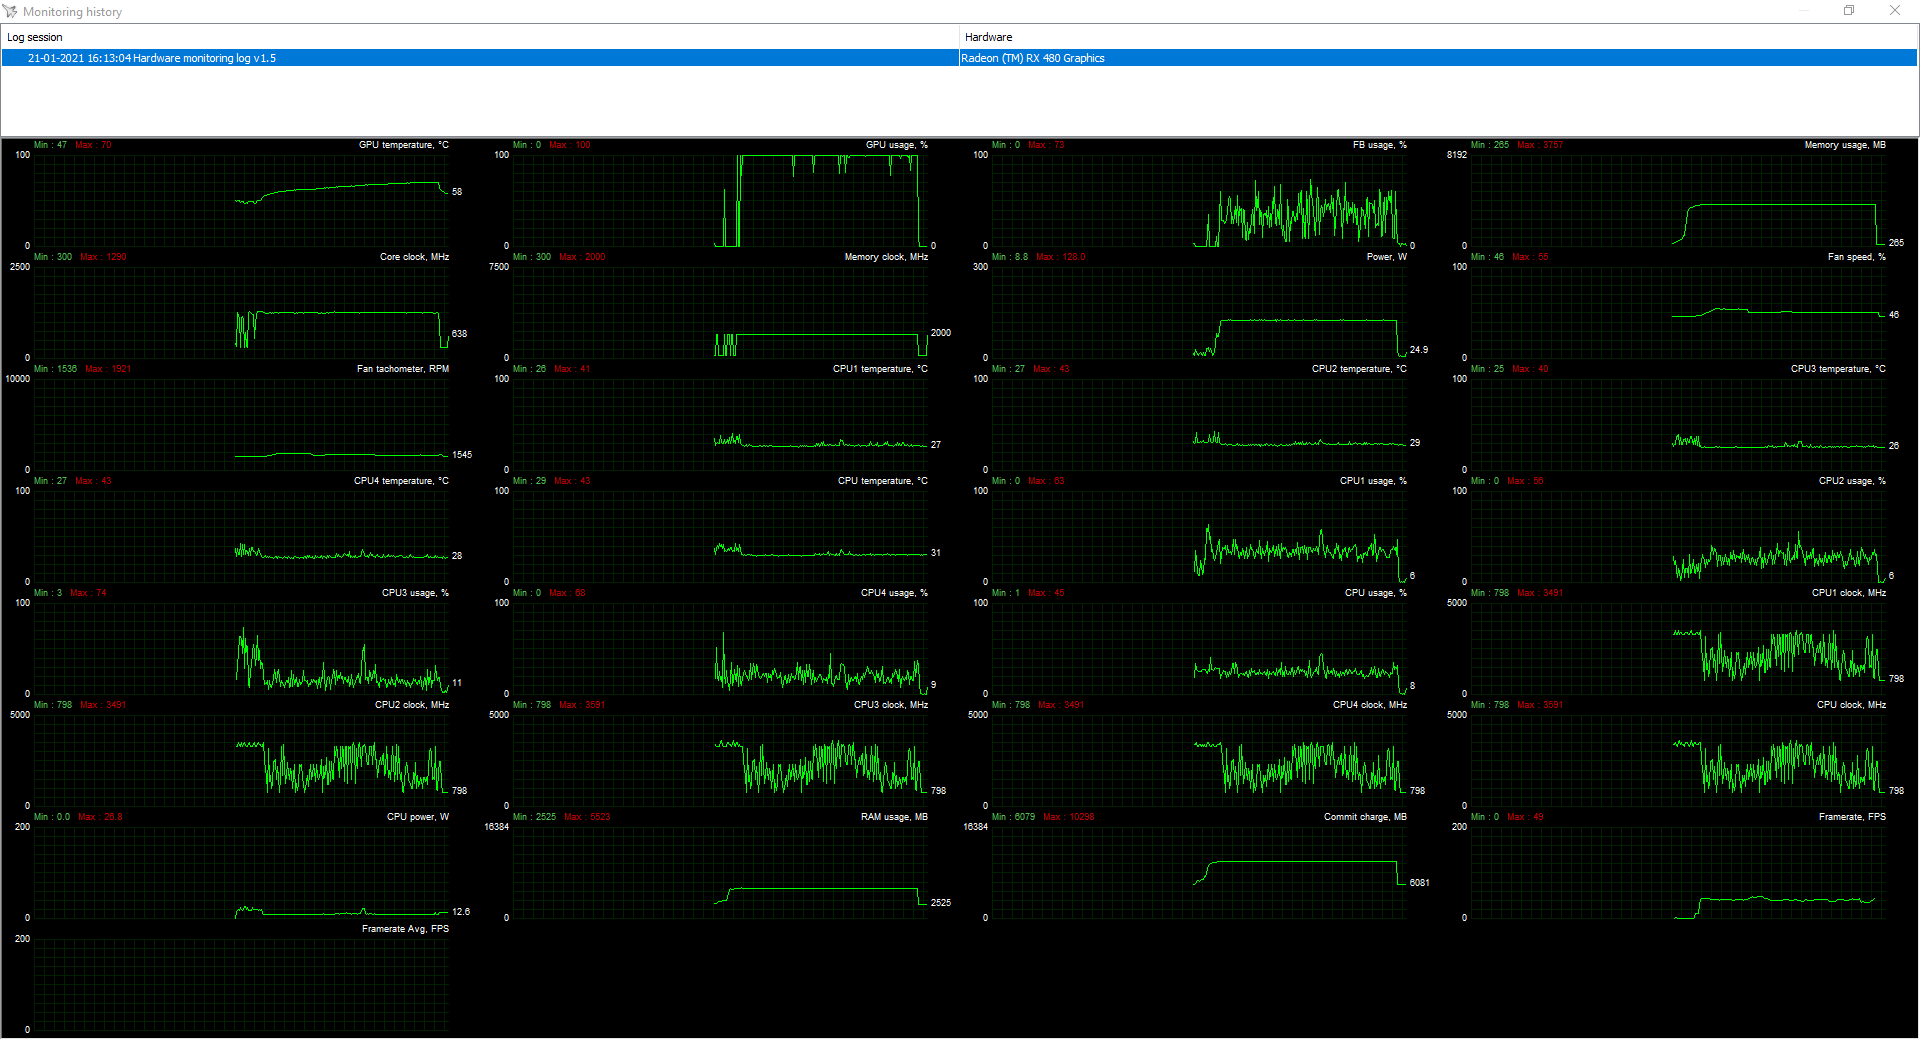 Monitoring history
Log session Hardware
21-01-2021 16:13:04 Hardware monitoring log v1.5 Radeon (TM) RX 480 Graphics
Min : 47 Max : 70 GPU temperature, °C
100
58
0
Min : 0 Max : 100 GPU usage, %
100
0
0
Min : 0 Max : 73 FB usage, %
100
0
0
Min : 265 Max : 3767 Memory usage, MB
8192
265
0
Min : 300 Max : 1290 Core clock, MHz
2500
638
0
Min : 300 Max : 2000 Memory clock, MHz
7500
2000
0
Min : 8.8 Max : 128.0 Power, W
300
24.9
0
Min : 46 Max : 56 Fan speed, %
100
46
0
Min : 1536 Max : 1921 Fan tachometer, RPM
10000
1545
0
Min : 26 Max : 41 CPU1 temperature, °C
100
27
0
Min : 27 Max : 43 CPU2 temperature, °C
100
29
0
Min : 25 Max : 40 CPU3 temperature, °C
100
26
0
Min : 27 Max : 43 CPU4 temperature, °C
100
28
0
Min : 29 Max : 43 CPU temperature, °C
100
31
0
Min : 0 Max : 63 CPU1 usage, %
100
6
0
Min : 0 Max : 56 CPU2 usage, %
100
6
0
Min : 3 Max : 74 CPU3 usage, %
100
11
0
Min : 0 Max : 68 CPU4 usage, %
100
9
0
Min : 1 Max : 45 CPU usage, %
100
8
0
Min : 798 Max : 3491 CPU1 clock, MHz
5000
798
0
Min : 798 Max : 3491 CPU2 clock, MHz
5000
798
0
Min : 798 Max : 3591 CPU3 clock, MHz
5000
798
0
Min : 798 Max : 3491 CPU4 clock, MHz
5000
798
0
Min : 798 Max : 3591 CPU clock, MHz
5000
798
0
Min : 0.0 Max : 26.8 CPU power, W
200
12.6
0
Min : 2525 Max : 5523 RAM usage, MB
16384
2525
0
Min : 6079 Max : 10298 Commit charge, MB
16384
6081
0
Min : 0 Max : 49 Framerate, FPS
200
0
Framerate Avg, FPS
200
0